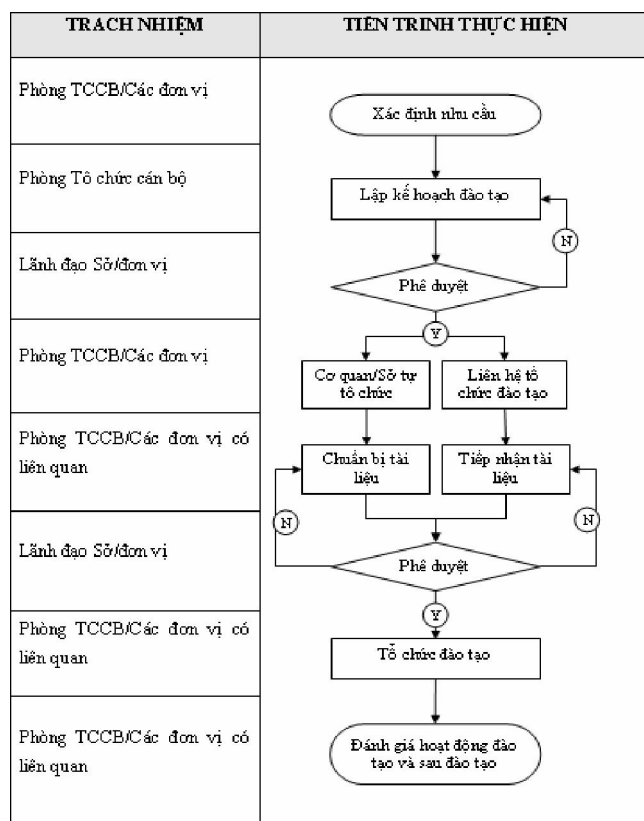 TRÁCH NHIỆM
TIẾN TRÌNH THỰC HIỆN
Phòng TCCB/Các đơn vị
Xác định nhu cầu
Phòng Tổ chức cán bộ
Lập kế hoạch đào tạo
N
Lãnh đạo Sở/đơn vị
Phê duyệt
Y
Phòng TCCB/Các đơn vị
Cơ quan/Sở tự
tổ chức
Liên hệ tổ
chức đào tạo
Phòng TCCB/Các đơn vị có
liên quan
Chuẩn bị tài
liệu
Tiếp nhận tài
liệu
N
N
Lãnh đạo Sở/đơn vị
Phê duyệt
Y
Phòng TCCB/Các đơn vị có
liên quan
Tổ chức đào tạo
Phòng TCCB/Các đơn vị có
liên quan
Đánh giá hoạt động đào
tạo và sau đào tạo